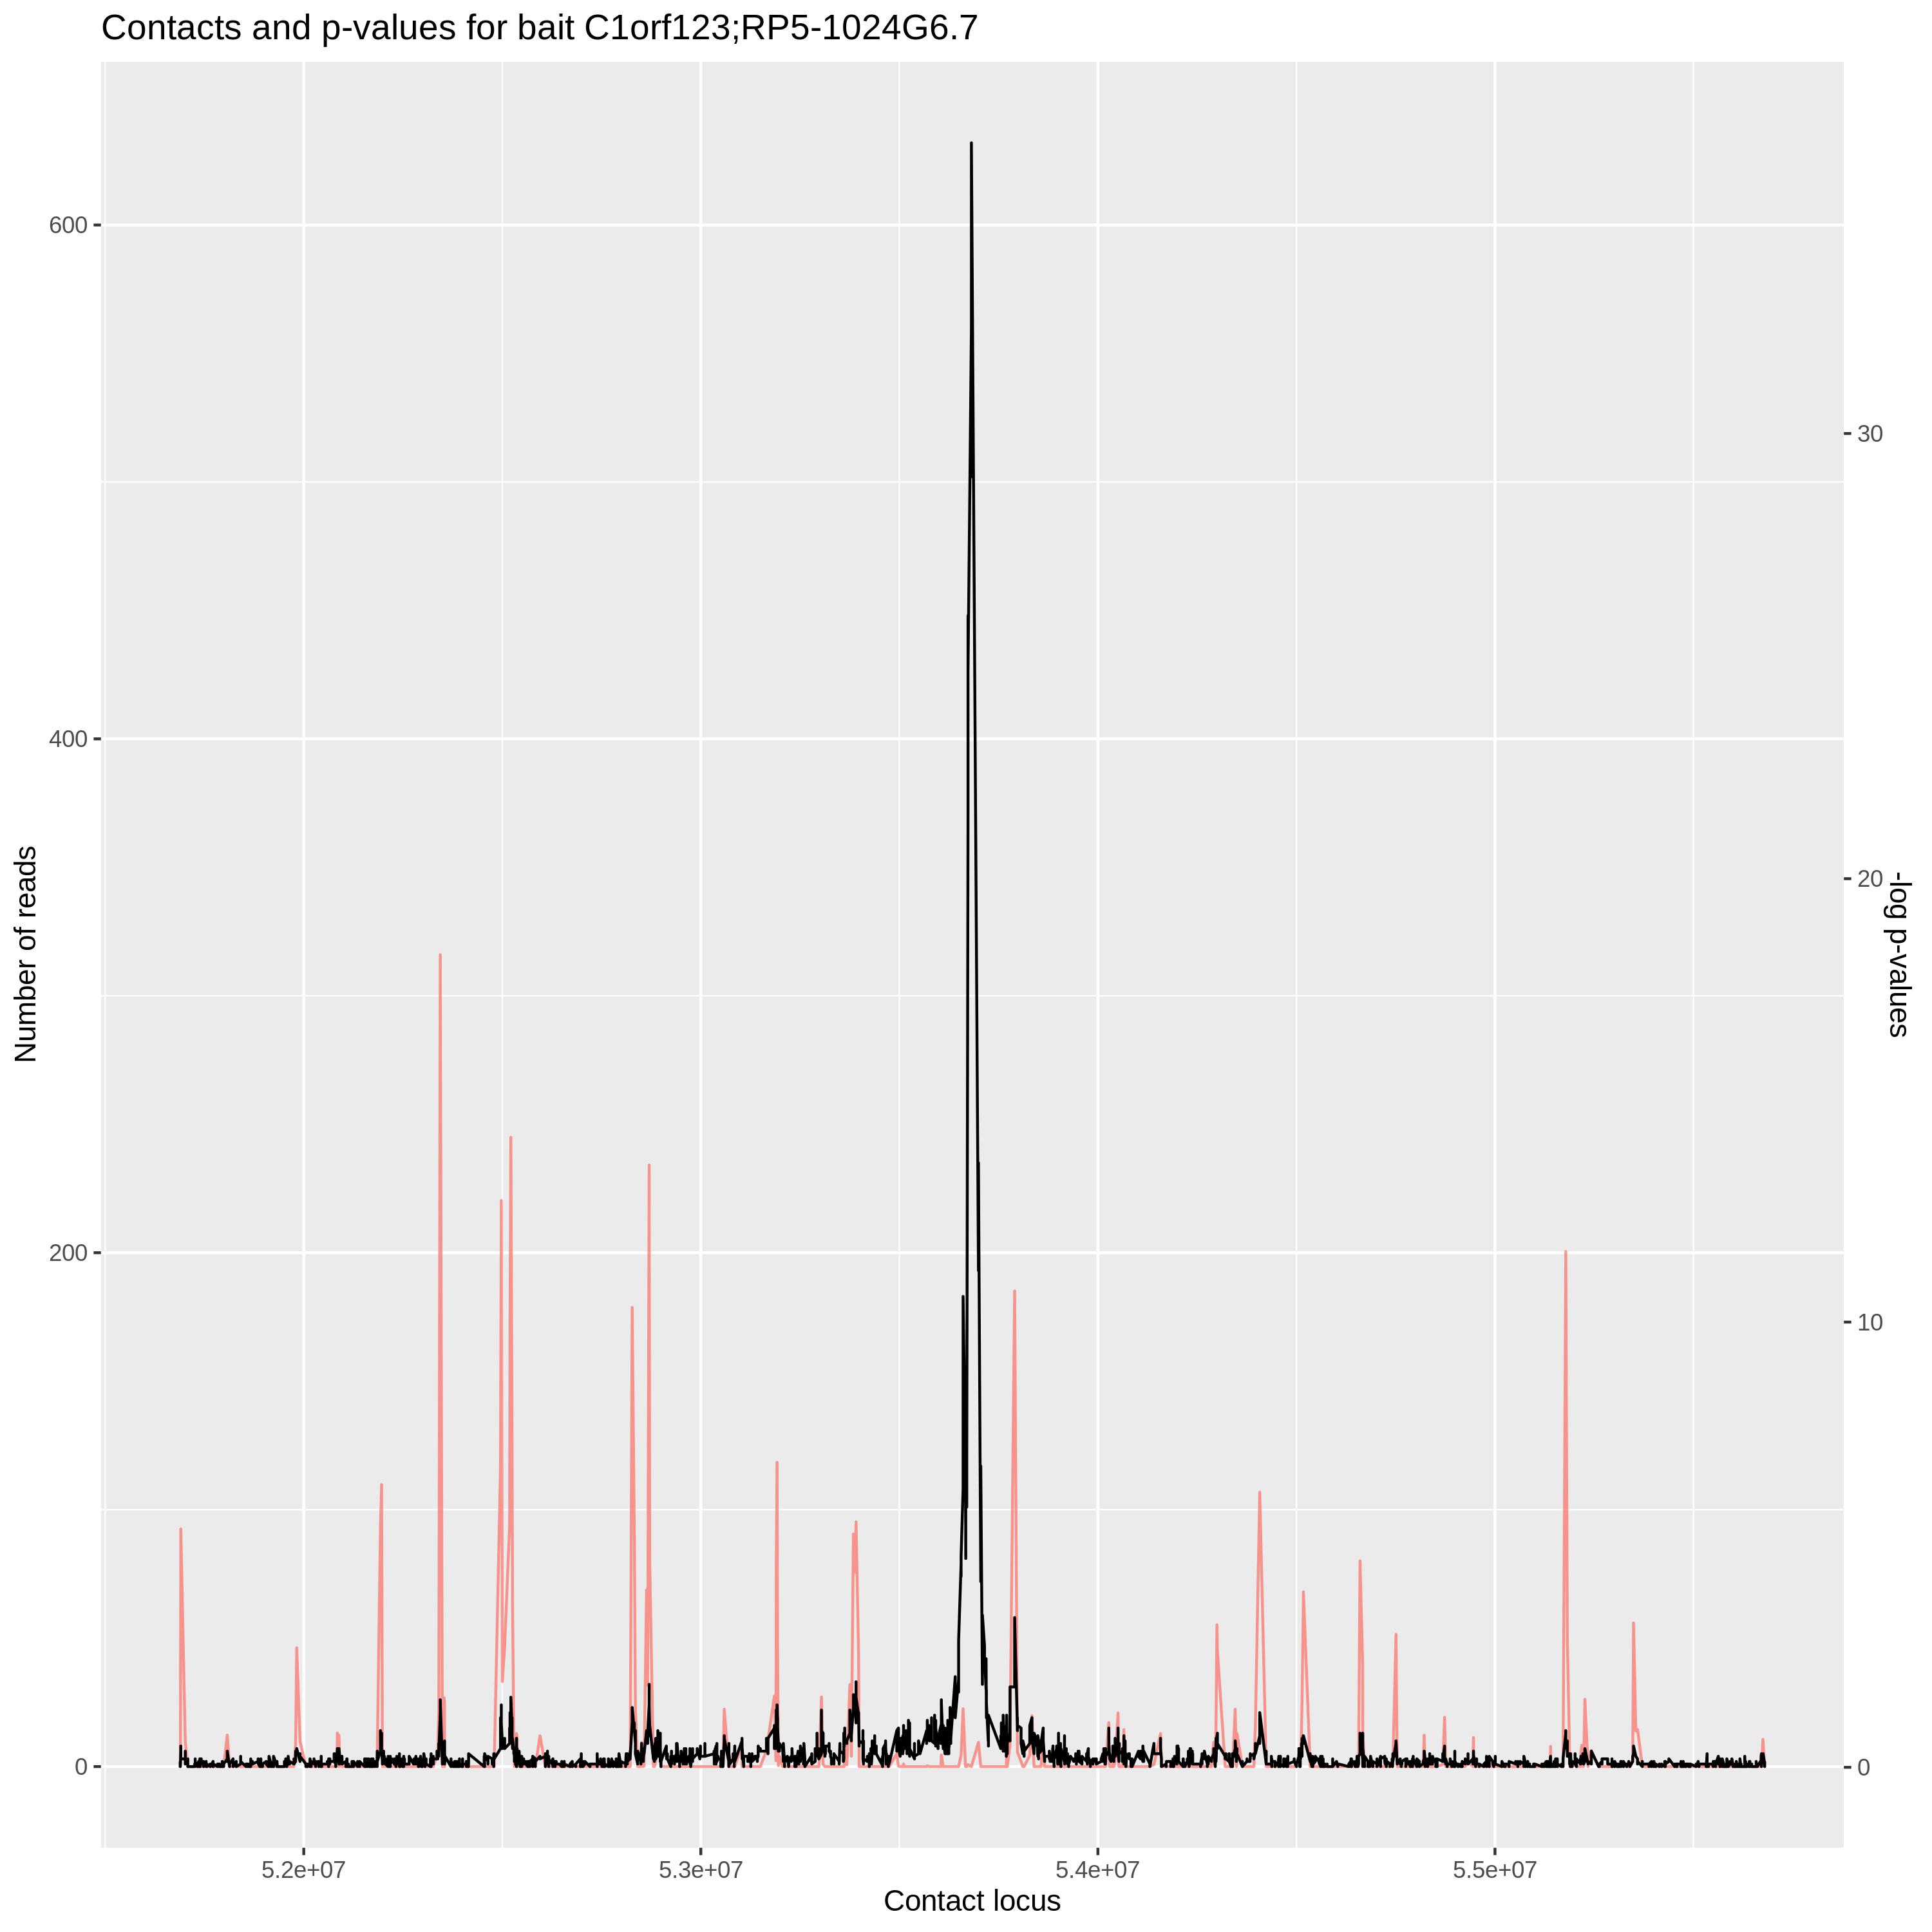 Contacts and p-values for bait C1orf123;RP5-1024G6.7
600
400
200
0
Number of reads
30
20
10
0
-log p-values
5.2e+07
5.3e+07
5.4e+07
5.5e+07
Contact locus